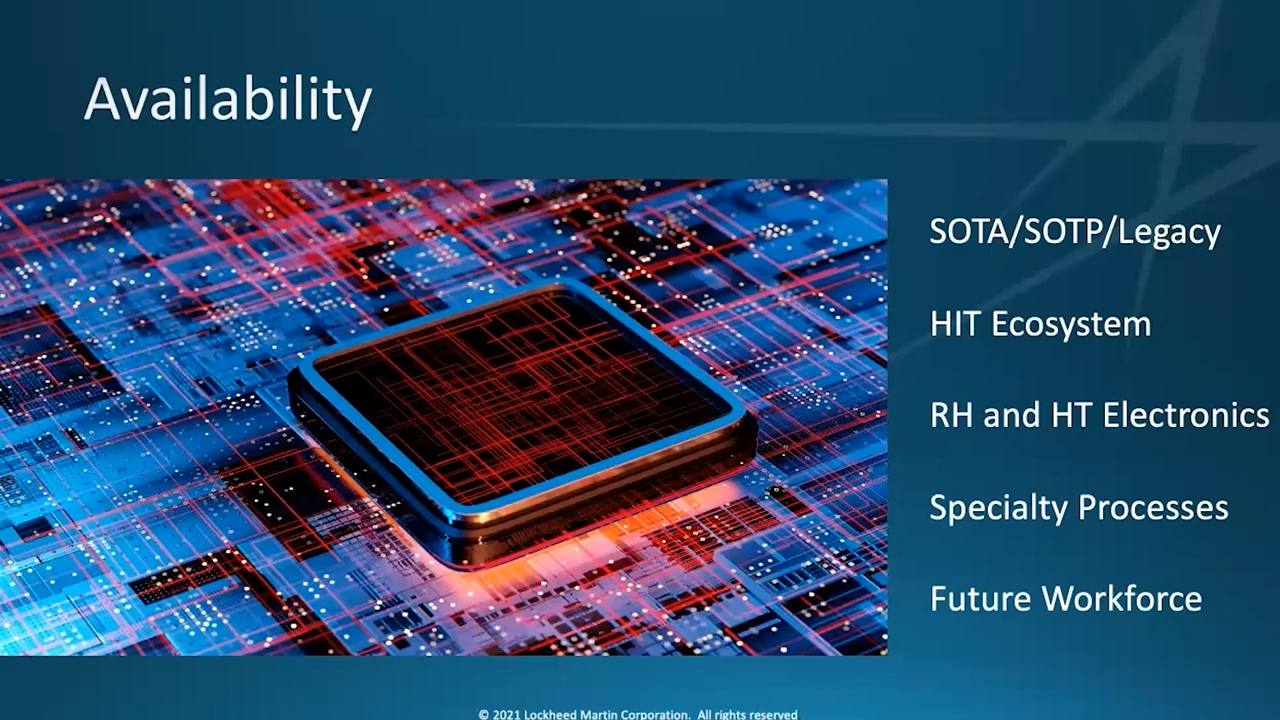 Availability
SOTA/SOTP/Legacy
HIT Ecosystem
RH and HT Electronics
Specialty Processes
Future Workforce
© 2021 Lockheed Martin Corporation. All rights reserved